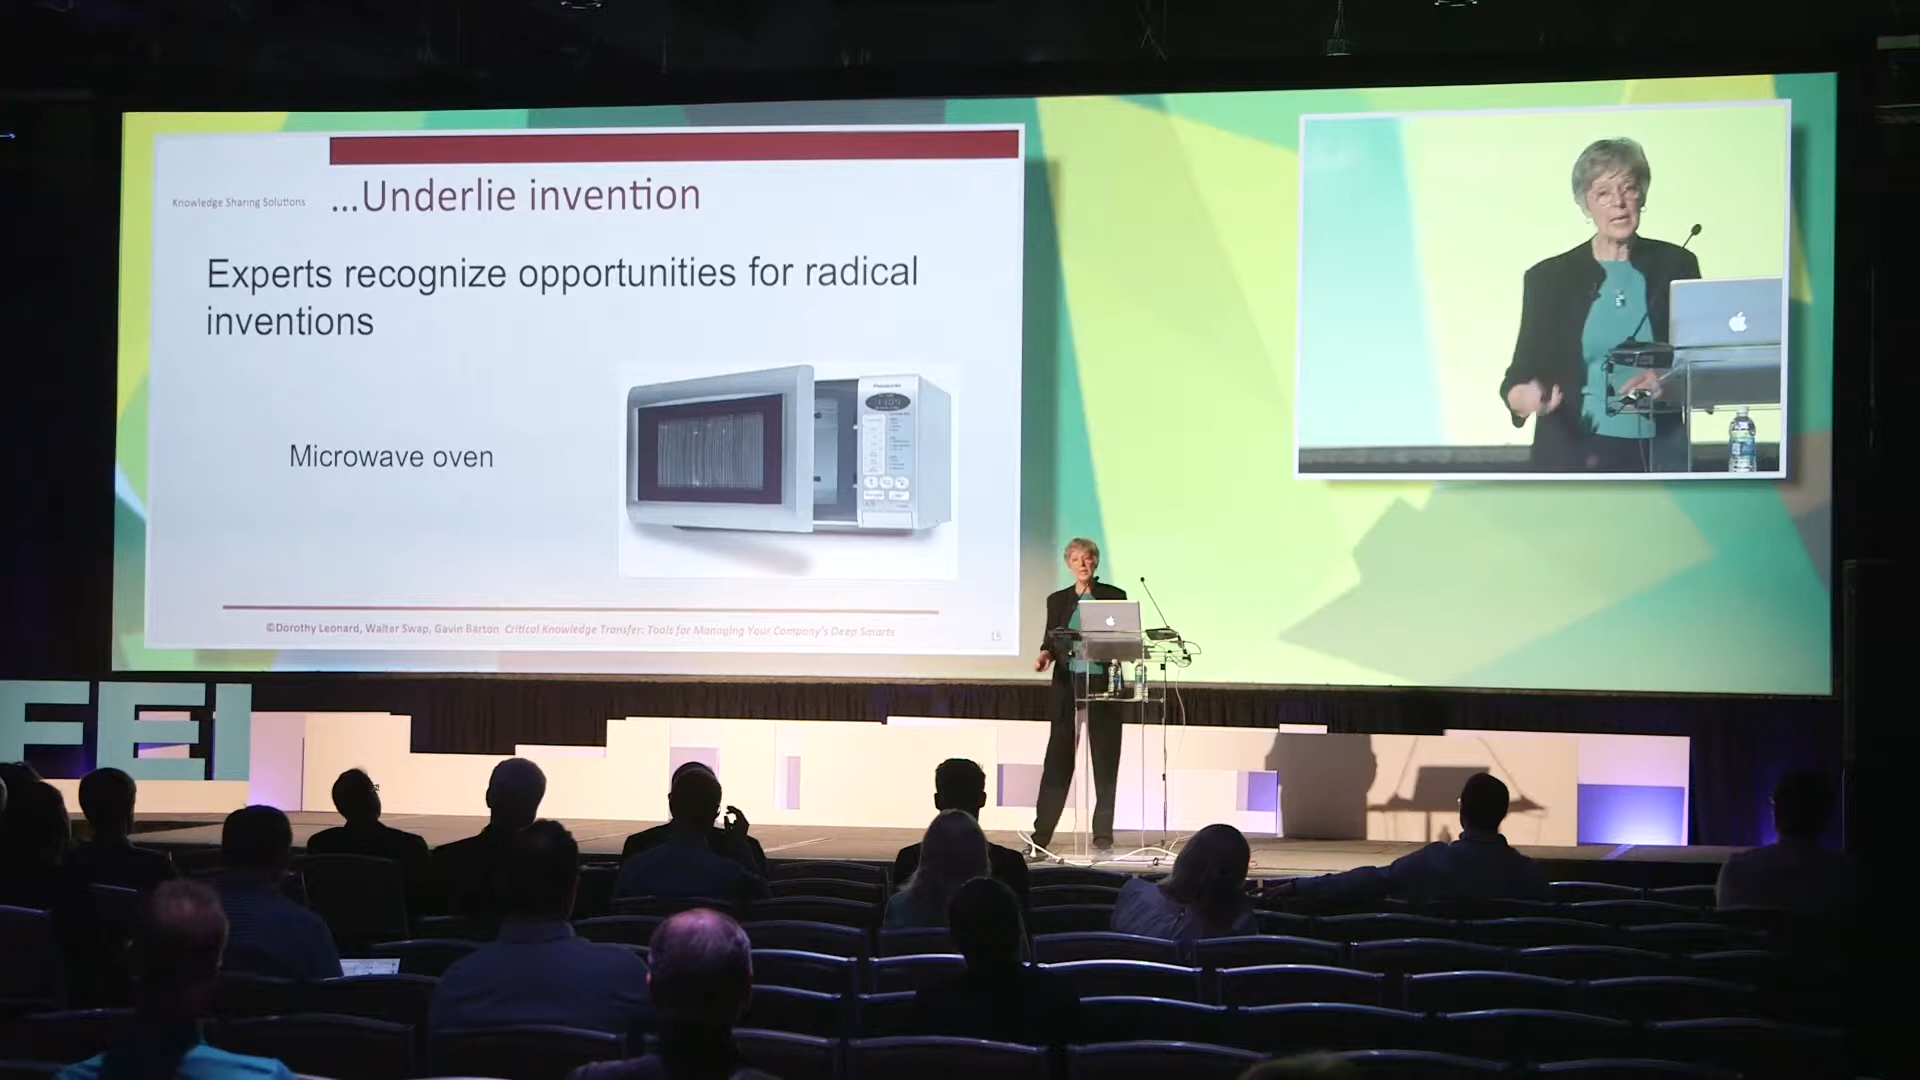 Knowledge Sharing Solutions
...Underlie invention
Experts recognize opportunities for radical
inventions
Microwave oven
Panasonic
©Dorothy Leonard, Walter Swap, Gavin Barton Critical Knowledge Transfer: Tools for Managing Your Company's Deep Smarts
15
FEI